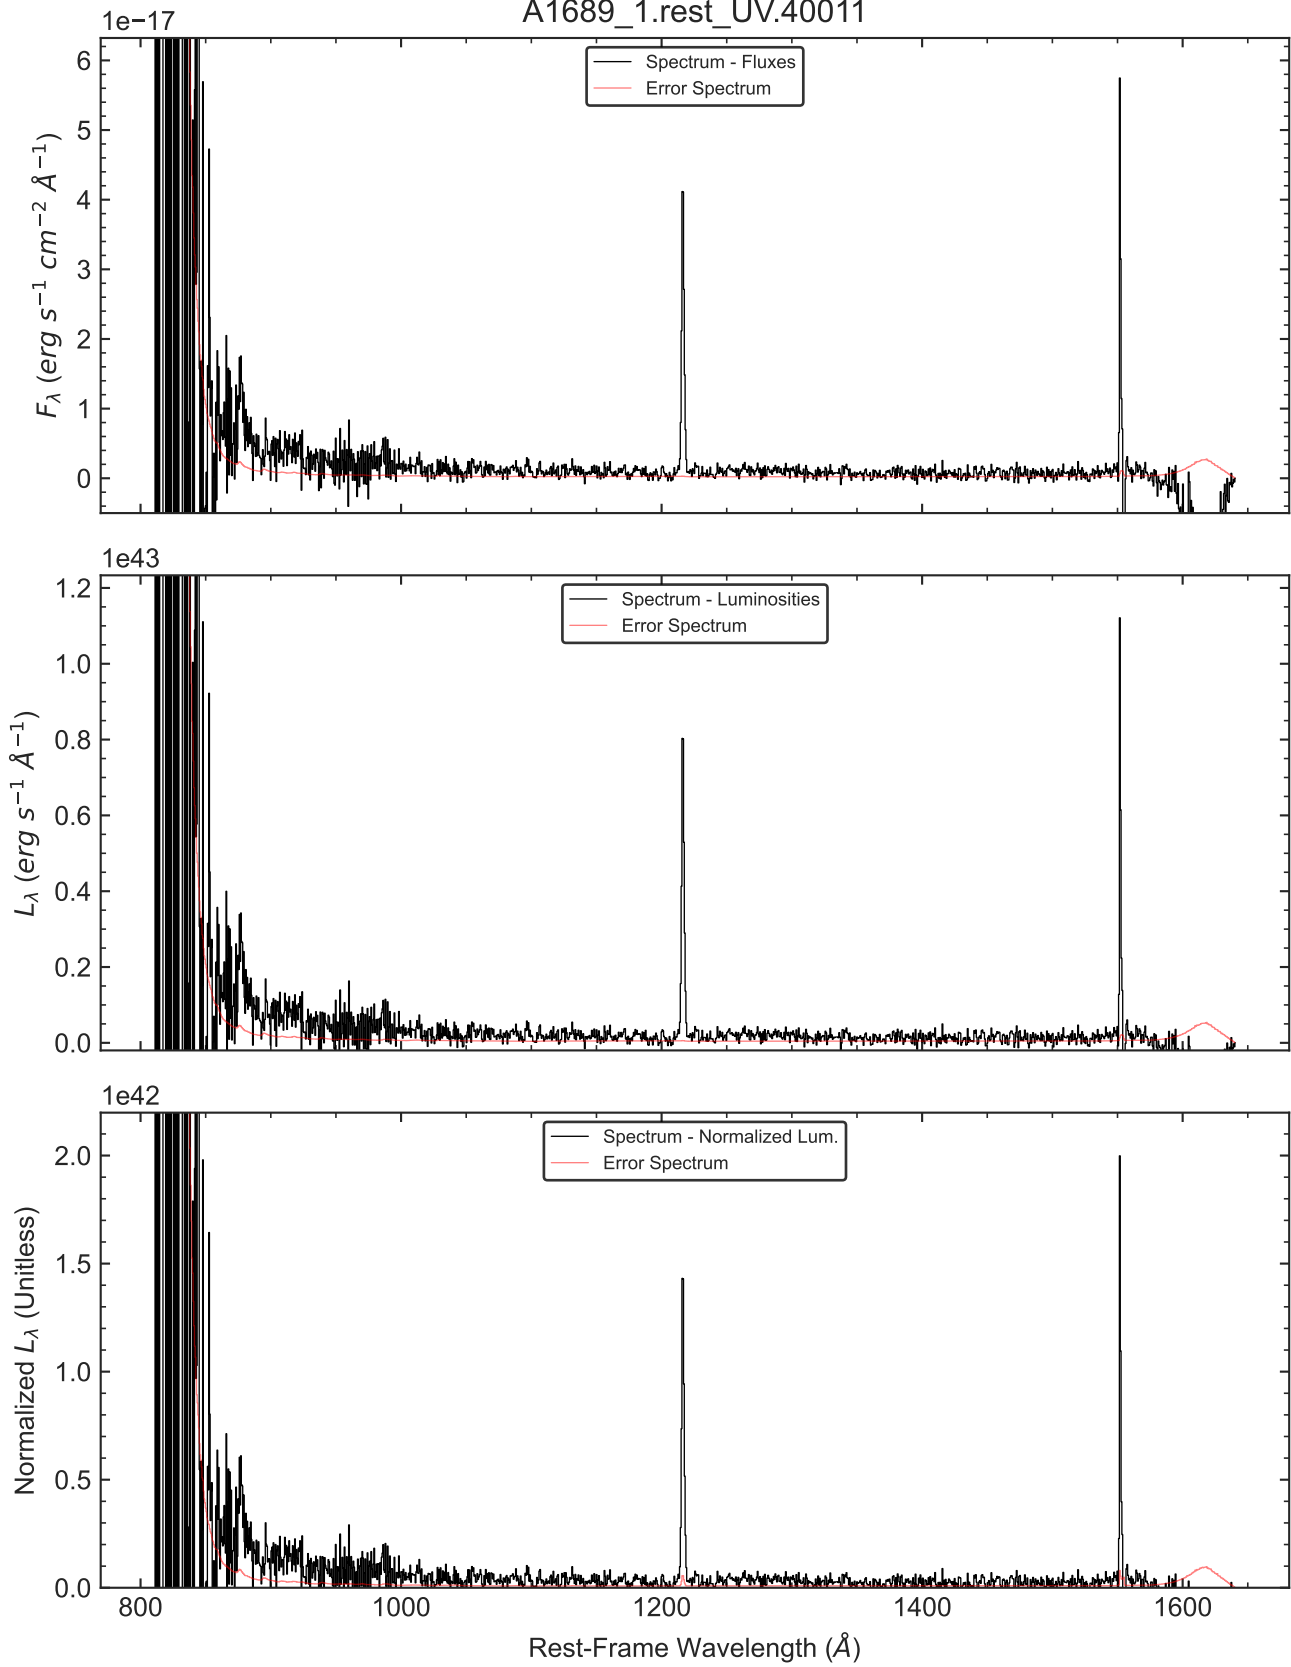 A1689_1.rest_UV.40011
1e−17
6
5
4
3
2
1
0
Fλ (erg s⁻¹ cm⁻² Å⁻¹)
Spectrum - Fluxes
Error Spectrum
1e43
1.2
1.0
0.8
0.6
0.4
0.2
0.0
Lλ (erg s⁻¹ Å⁻¹)
Spectrum - Luminosities
Error Spectrum
1e42
2.0
1.5
1.0
0.5
0.0
Normalized Lλ (Unitless)
Spectrum - Normalized Lum.
Error Spectrum
800 1000 1200 1400 1600
Rest-Frame Wavelength (Å)